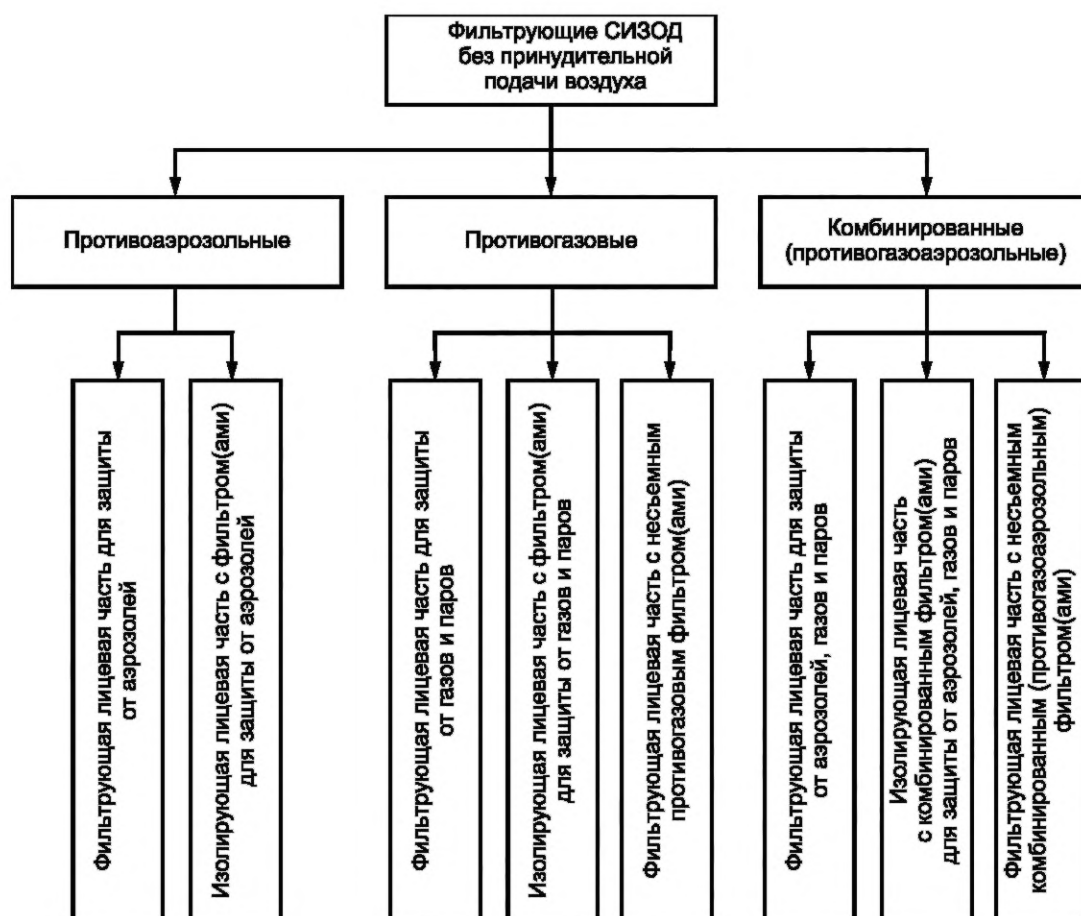 Фильтрующие СИЗОД
без принудительной
подачи воздуха
Противоаэрозольные
Противогазовые
Комбинированные
(противогазоаэрозольные)
Фильтрующая лицевая часть для защиты
от аэрозолей
Изолирующая лицевая часть с фильтром(ами)
для защиты от аэрозолей
Фильтрующая лицевая часть для защиты
от газов и паров
Изолирующая лицевая часть с фильтром(ами)
для защиты от газов и паров
Фильтрующая лицевая часть с несъемным
противогазовым фильтром(ами)
Фильтрующая лицевая часть для защиты
от аэрозолей, газов и паров
Изолирующая лицевая часть
с комбинированным фильтром(ами)
для защиты от аэрозолей, газов и паров
Фильтрующая лицевая часть с несъемным
комбинированным (противогазоаэрозольным)
фильтром(ами)